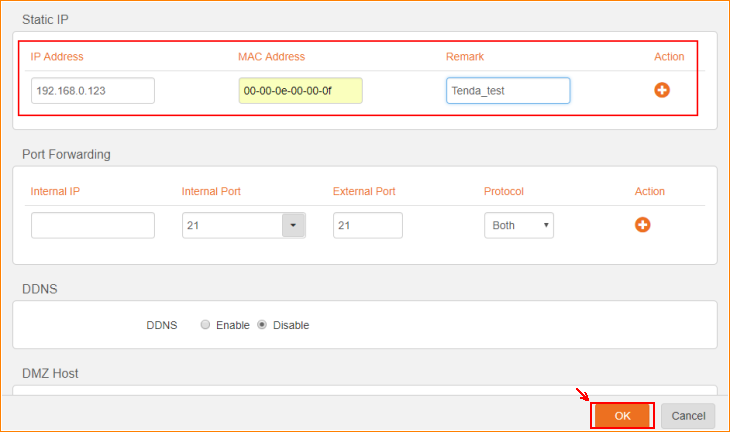 Static IP
IP Address MAC Address Remark Action
192.168.0.123 00-00-0e-00-00-0f Tenda_test
Port Forwarding
Internal IP Internal Port External Port Protocol Action
21 21 Both
DDNS
DDNS Enable Disable
DMZ Host
OK Cancel